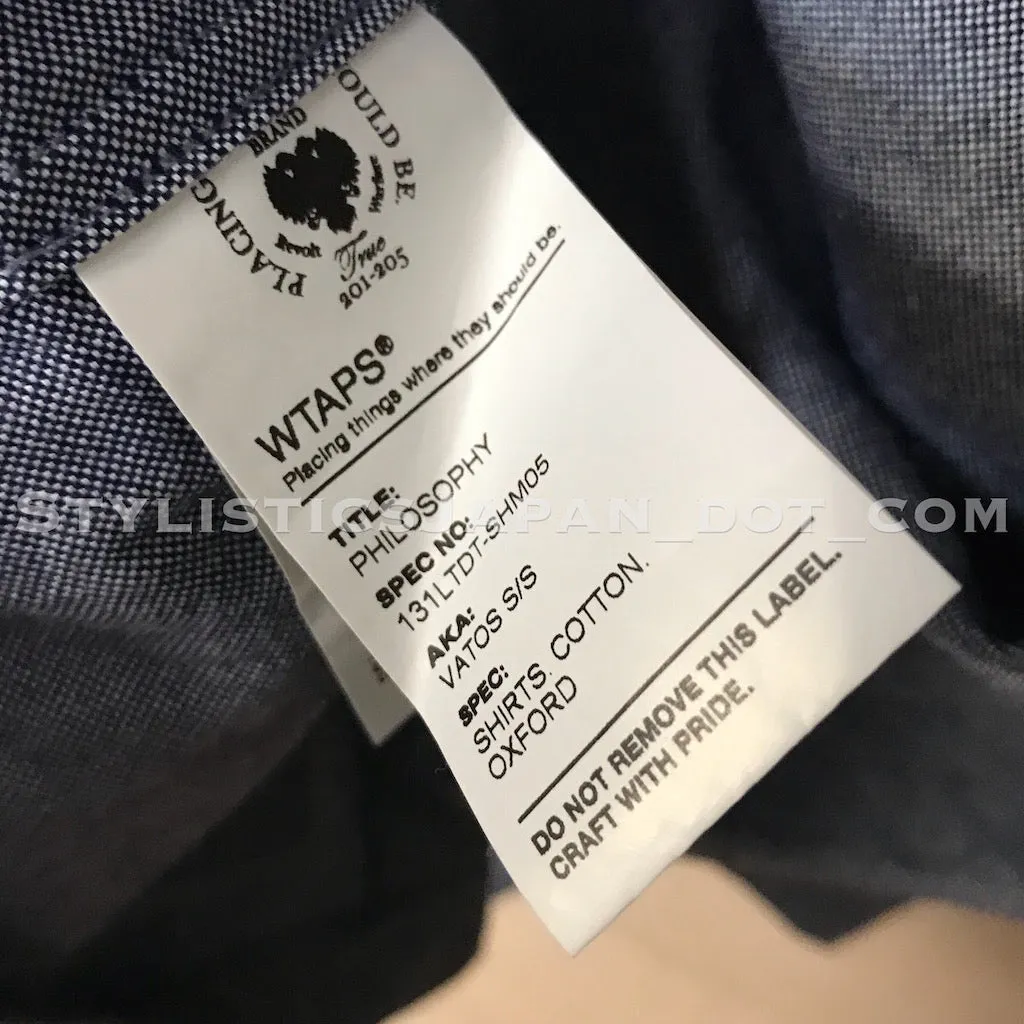 PLACING
BRAND
OULD BE.
Revolt
True
201-205
WTAPS®
Placing things where they should be.
TITLE:
PHILOSOPHY
SPEC NO:
131LTDT-SHM05
AKA:
VATOS S/S
SPEC:
SHIRTS. COTTON.
OXFORD
DO NOT REMOVE THIS LABEL.
CRAFT WITH PRIDE.
STYLISTICSJAPAN_DOT_COM